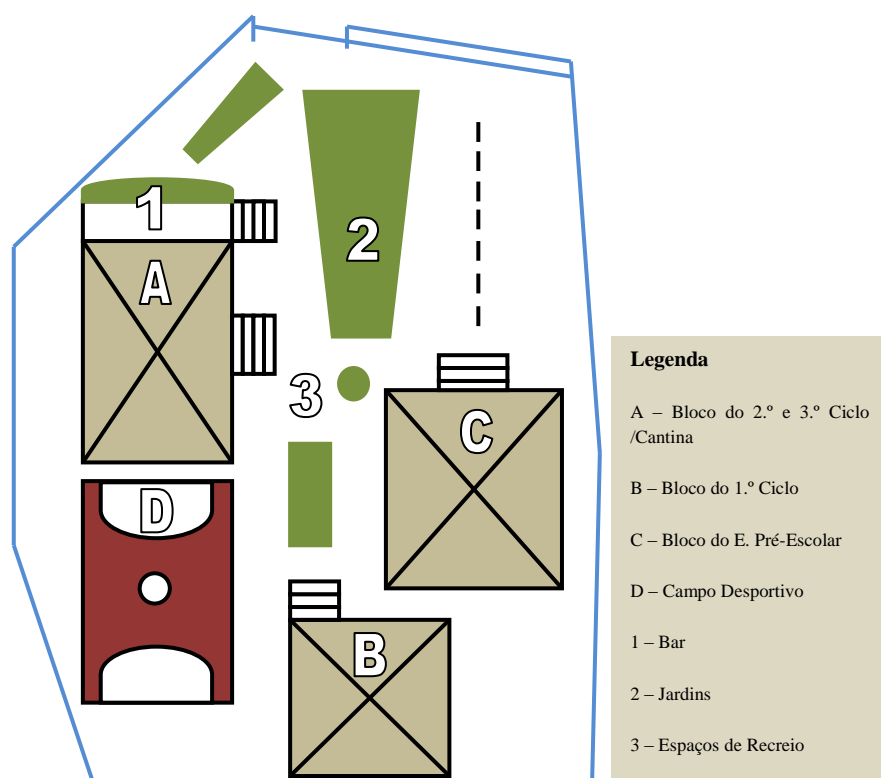 1
2
A
3
C
D
B
Legenda
A – Bloco do 2.º e 3.º Ciclo
/Cantina
B – Bloco do 1.º Ciclo
C – Bloco do E. Pré-Escolar
D – Campo Desportivo
1 – Bar
2 – Jardins
3 – Espaços de Recreio